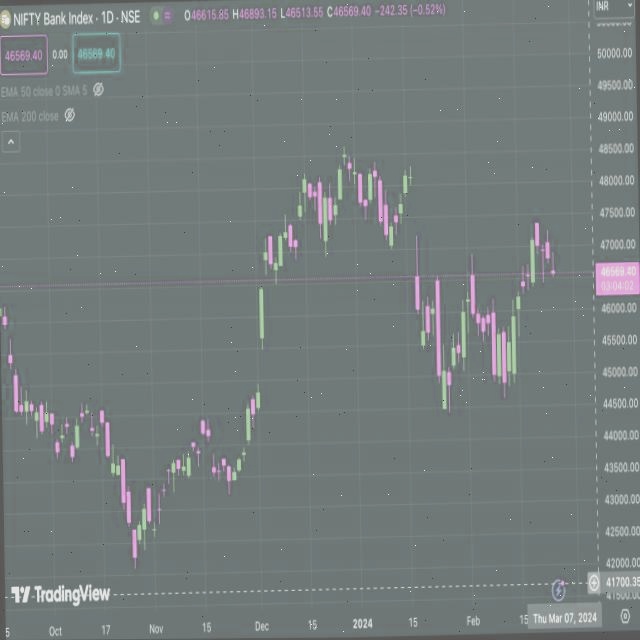 NIFTY Bank Index · 1D · NSE
O46615.85 H46893.15 L46513.55 C46569.40 −242.35 (−0.52%)
INR
46569.40 0.00 46569.40
EMA 50 close 0 SMA 5
EMA 200 close
50000.00
49500.00
49000.00
48500.00
48000.00
47500.00
47000.00
46569.40
03:04:02
46000.00
45500.00
45000.00
44500.00
44000.00
43500.00
43000.00
42500.00
42000.00
41700.35
41500.00
TradingView
5 Oct 17 Nov 15 Dec 15 2024 15 Feb 15 Thu Mar 07, 2024